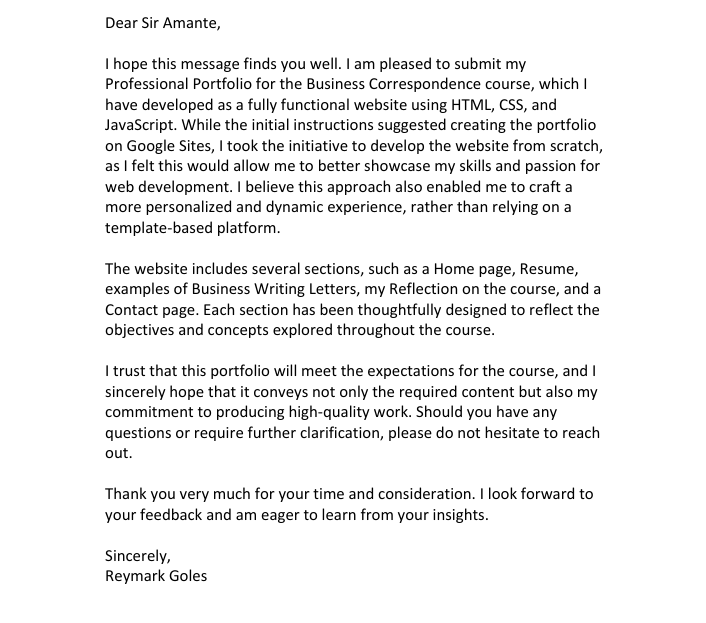 Dear Sir Amante,
I hope this message finds you well. I am pleased to submit my
Professional Portfolio for the Business Correspondence course, which I
have developed as a fully functional website using HTML, CSS, and
JavaScript. While the initial instructions suggested creating the portfolio
on Google Sites, I took the initiative to develop the website from scratch,
as I felt this would allow me to better showcase my skills and passion for
web development. I believe this approach also enabled me to craft a
more personalized and dynamic experience, rather than relying on a
template-based platform.
The website includes several sections, such as a Home page, Resume,
examples of Business Writing Letters, my Reflection on the course, and a
Contact page. Each section has been thoughtfully designed to reflect the
objectives and concepts explored throughout the course.
I trust that this portfolio will meet the expectations for the course, and I
sincerely hope that it conveys not only the required content but also my
commitment to producing high-quality work. Should you have any
questions or require further clarification, please do not hesitate to reach
out.
Thank you very much for your time and consideration. I look forward to
your feedback and am eager to learn from your insights.
Sincerely,
Reymark Goles